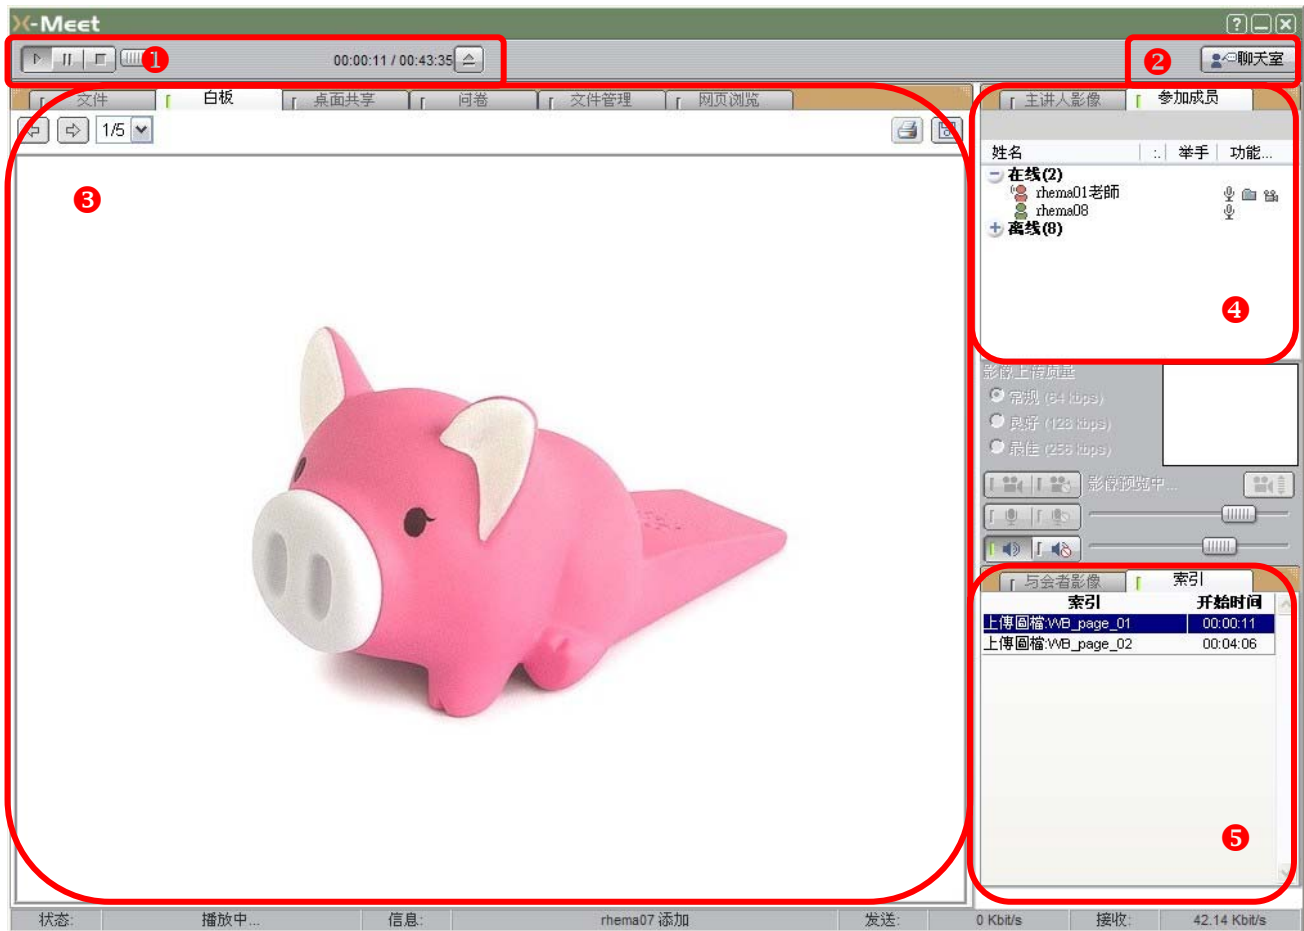 X-Meet
❶
00:00:11 / 00:43:35
❷
聊天室
文件
白板
桌面共享
问卷
文件管理
网页浏览
1/5
❸
主讲人影像
参加成员
姓名
举手
功能...
在线(2)
rhema01老師
rhema08
离线(8)
❹
影像上传质量
常规 (64 kbps)
良好 (128 kbps)
最佳 (256 kbps)
影像预览中...
与会者影像
索引
索引
开始时间
上傳圖檔:WB_page_01
00:00:11
上傳圖檔:WB_page_02
00:04:06
❺
状态:
播放中...
信息:
rhema07 添加
发送:
0 Kbit/s
接收:
42.14 Kbit/s